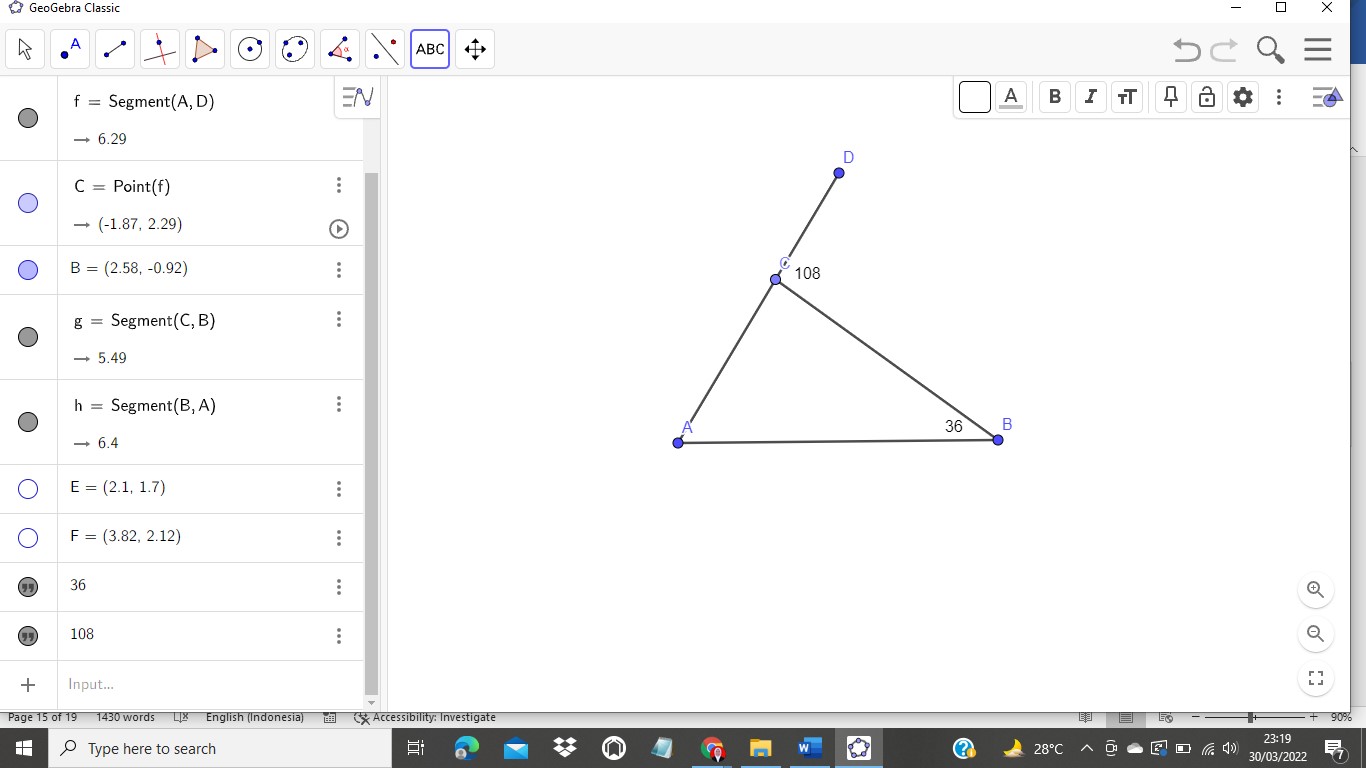 GeoGebra Classic
A
α
ABC
A
B
I
TT
f = Segment(A, D)
→ 6.29
C = Point(f)
→ (-1.87, 2.29)
B = (2.58, -0.92)
g = Segment(C, B)
→ 5.49
h = Segment(B, A)
→ 6.4
E = (2.1, 1.7)
F = (3.82, 2.12)
36
108
+ Input...
D
C
108
A
36
B
Page 15 of 19 1430 words English (Indonesia) Accessibility: Investigate 90%
Type here to search
28°C
23:19
30/03/2022
7